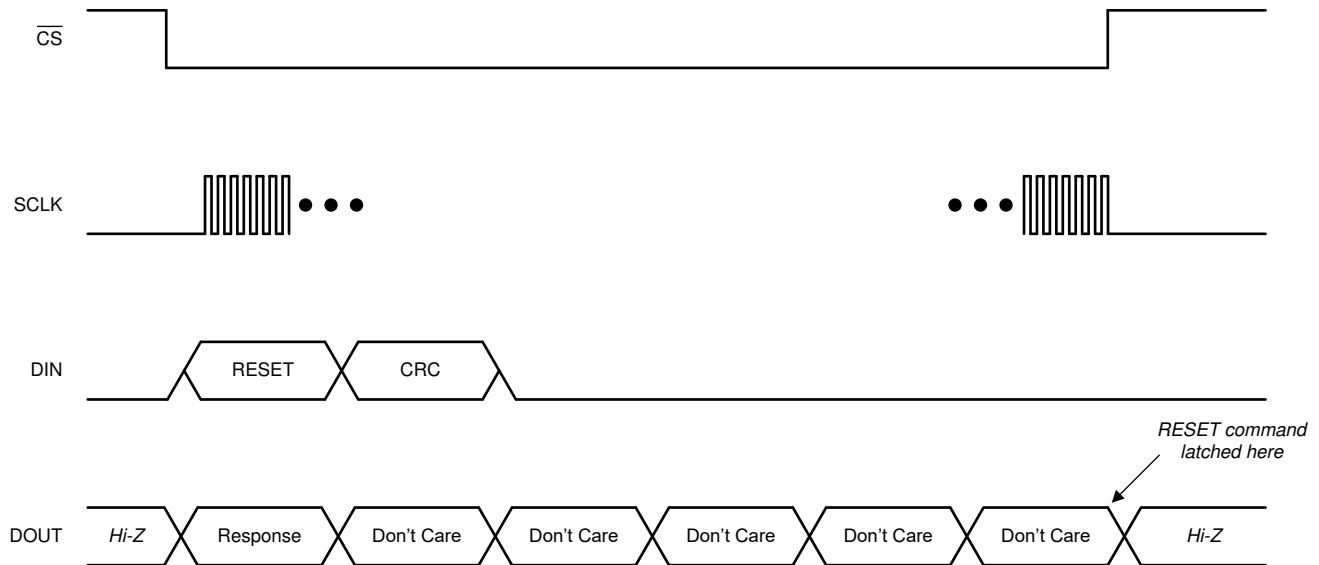 C̅S̅
SCLK
DIN
RESET
CRC
RESET command
latched here
DOUT
Hi-Z
Response
Don't Care
Don't Care
Don't Care
Don't Care
Don't Care
Hi-Z